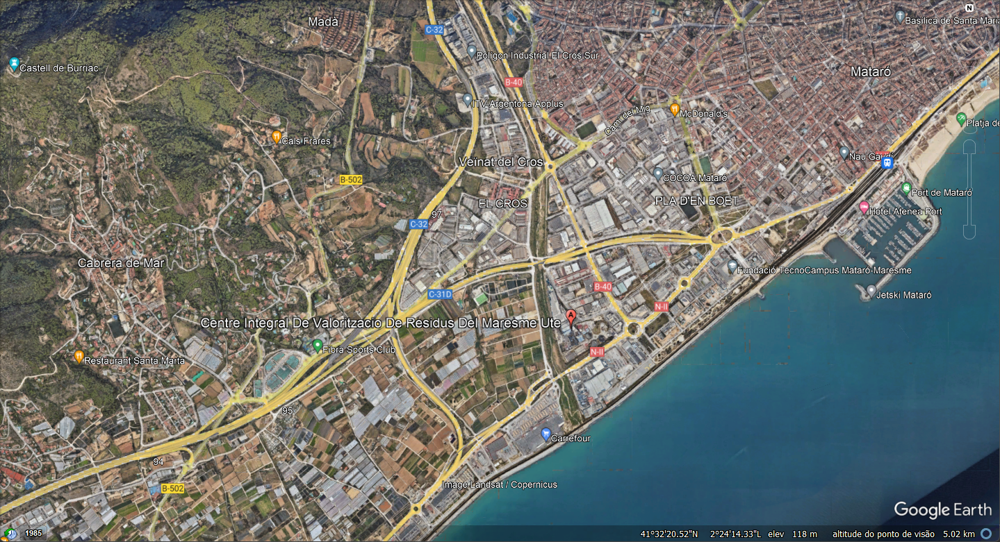 Madà
C-32
N
Basílica de Santa Maria
Polígon Industrial El Cros Sur
Castell de Burriac
Mataró
B-40
ITV Argentona Applus
Camí del Mig
McDonald's
Platja de
Cals Frares
Nau Gaudí
Veïnat del Cros
B-502
COCOA Mataró
Port de Mataró
EL CROS
PLA D'EN BOET
Hotel Atenea Port
97
C-32
Cabrera de Mar
Fundació TecnoCampus Mataró-Maresme
B-40
C-31D
Jetski Mataró
N-II
A
Centre Integral De Valoritzacio De Residus Del Maresme Ute
Fibra Sports Club
N-II
Restaurant Santa Marta
95
Carrefour
94
B-502
Image Landsat / Copernicus
Google Earth
1985
41°32'20.52"N 2°24'14.33"L elev 118 m altitude do ponto de visão 5.02 km